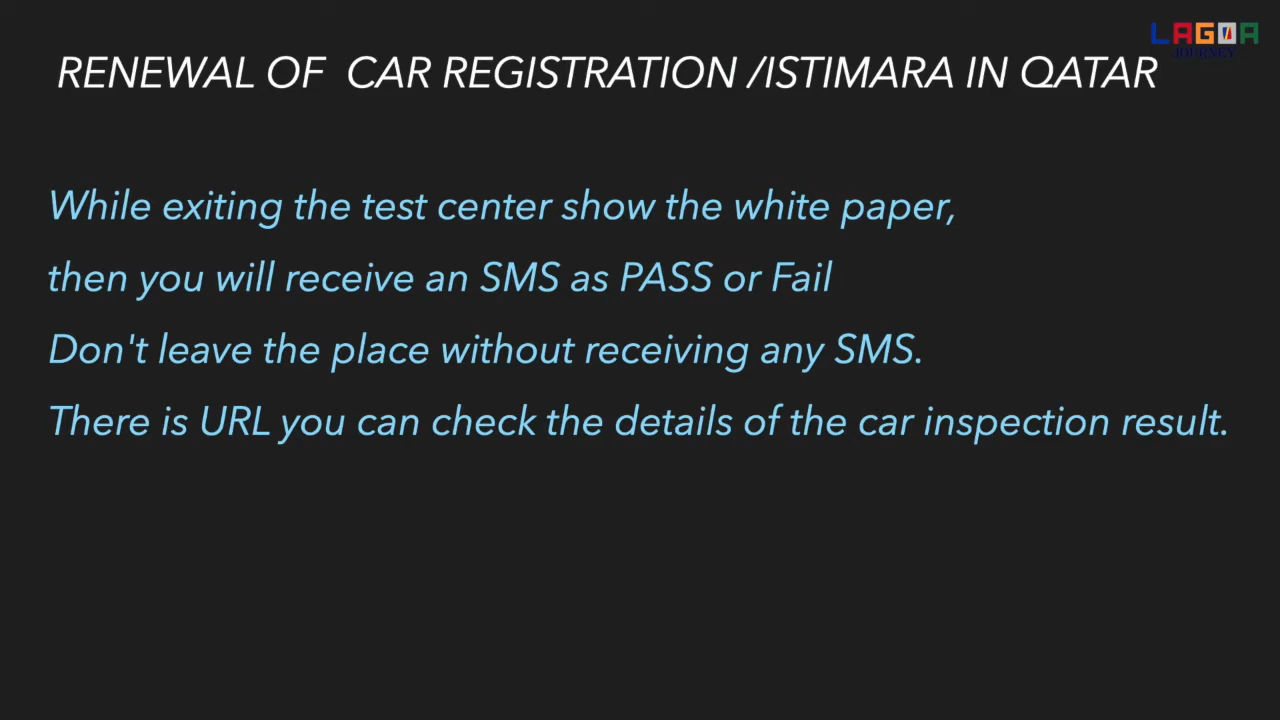 LAGOA
JOURNEY
RENEWAL OF CAR REGISTRATION /ISTIMARA IN QATAR
While exiting the test center show the white paper,
then you will receive an SMS as PASS or Fail
Don't leave the place without receiving any SMS.
There is URL you can check the details of the car inspection result.